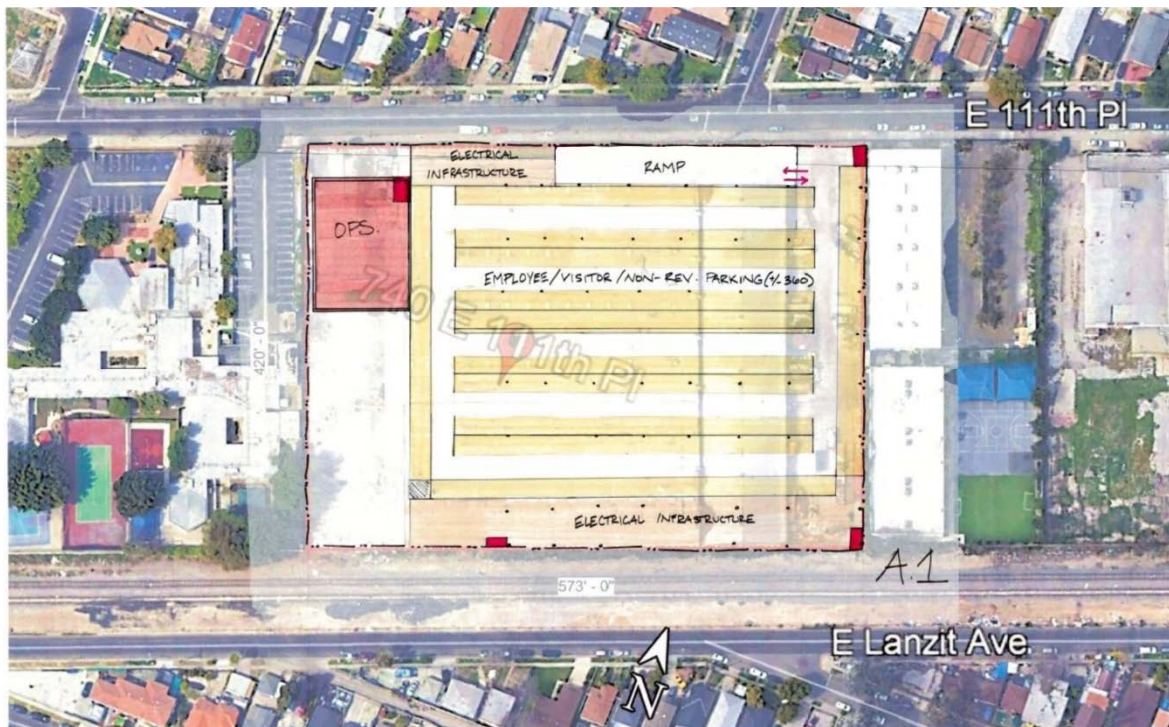 E 111th Pl
ELECTRICAL
INFRASTRUCTURE
RAMP
OPS.
EMPLOYEE/VISITOR/NON-REV. PARKING (+/- 360)
740 E 111th Pl
420' - 0"
ELECTRICAL INFRASTRUCTURE
A.1
573' - 0"
E Lanzit Ave
N